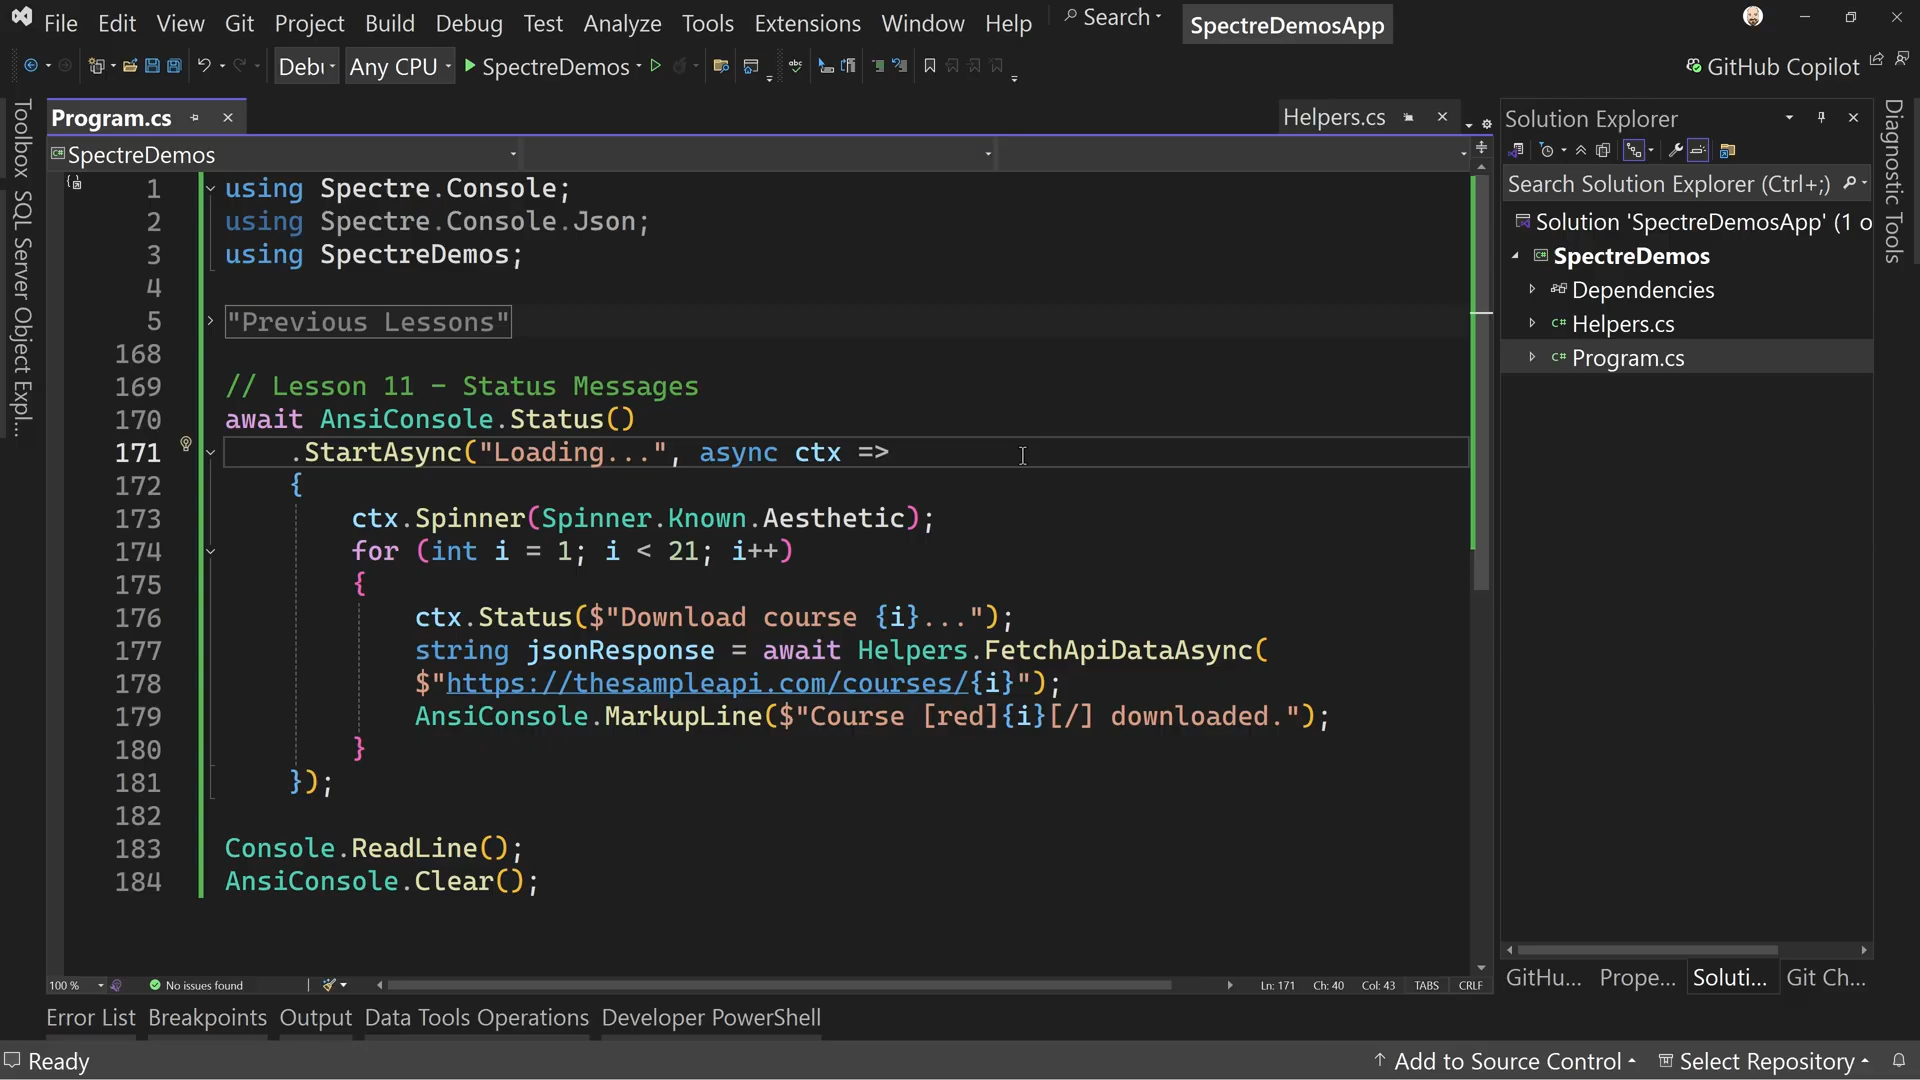 File Edit View Git Project Build Debug Test Analyze Tools Extensions Window Help Search SpectreDemosApp
Debu Any CPU SpectreDemos GitHub Copilot
Toolbox
SQL Server Object Expl...
Program.cs
Helpers.cs
SpectreDemos
1 using Spectre.Console;
2 using Spectre.Console.Json;
3 using SpectreDemos;
4
5 "Previous Lessons"
168
169 // Lesson 11 - Status Messages
170 await AnsiConsole.Status()
171 .StartAsync("Loading...", async ctx =>
172 {
173 ctx.Spinner(Spinner.Known.Aesthetic);
174 for (int i = 1; i < 21; i++)
175 {
176 ctx.Status($"Download course {i}...");
177 string jsonResponse = await Helpers.FetchApiDataAsync(
178 $"https://thesampleapi.com/courses/{i}");
179 AnsiConsole.MarkupLine($"Course [red]{i}[/] downloaded.");
180 }
181 });
182
183 Console.ReadLine();
184 AnsiConsole.Clear();
100 % No issues found Ln: 171 Ch: 40 Col: 43 TABS CRLF
Solution Explorer
Search Solution Explorer (Ctrl+;)
Solution 'SpectreDemosApp' (1 o
SpectreDemos
Dependencies
Helpers.cs
Program.cs
GitHu... Prope... Soluti... Git Ch...
Diagnostic Tools
Error List Breakpoints Output Data Tools Operations Developer PowerShell
Ready Add to Source Control Select Repository